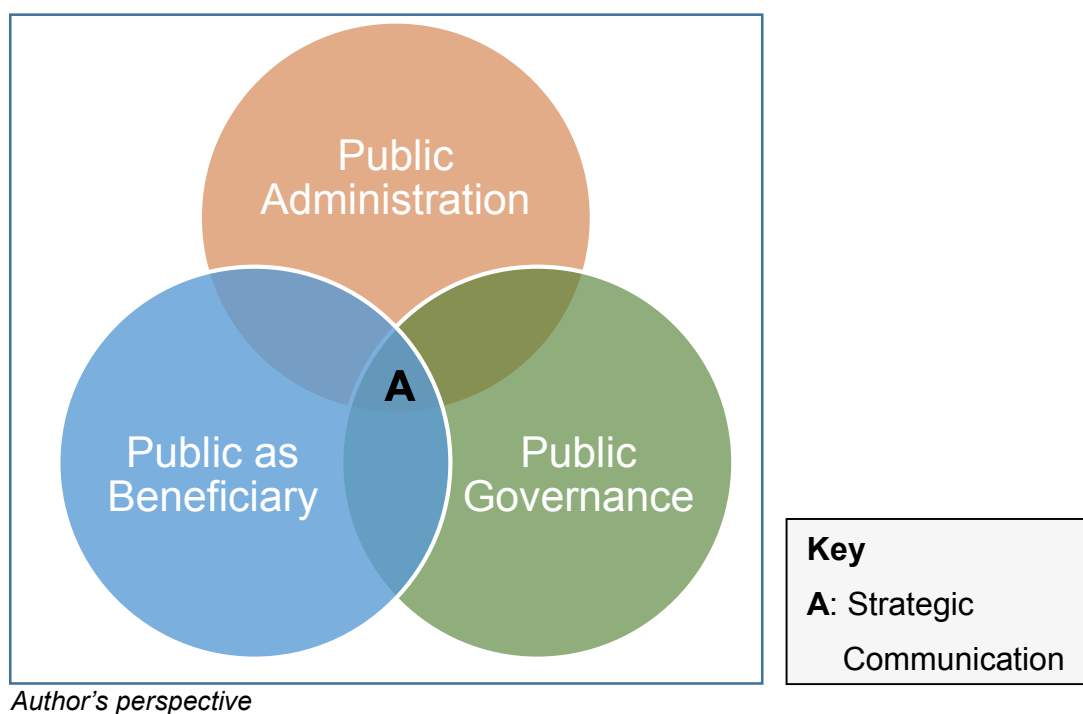 Public
Administration
A
Public as
Beneficiary
Public
Governance
Key
A: Strategic
Communication
Author's perspective